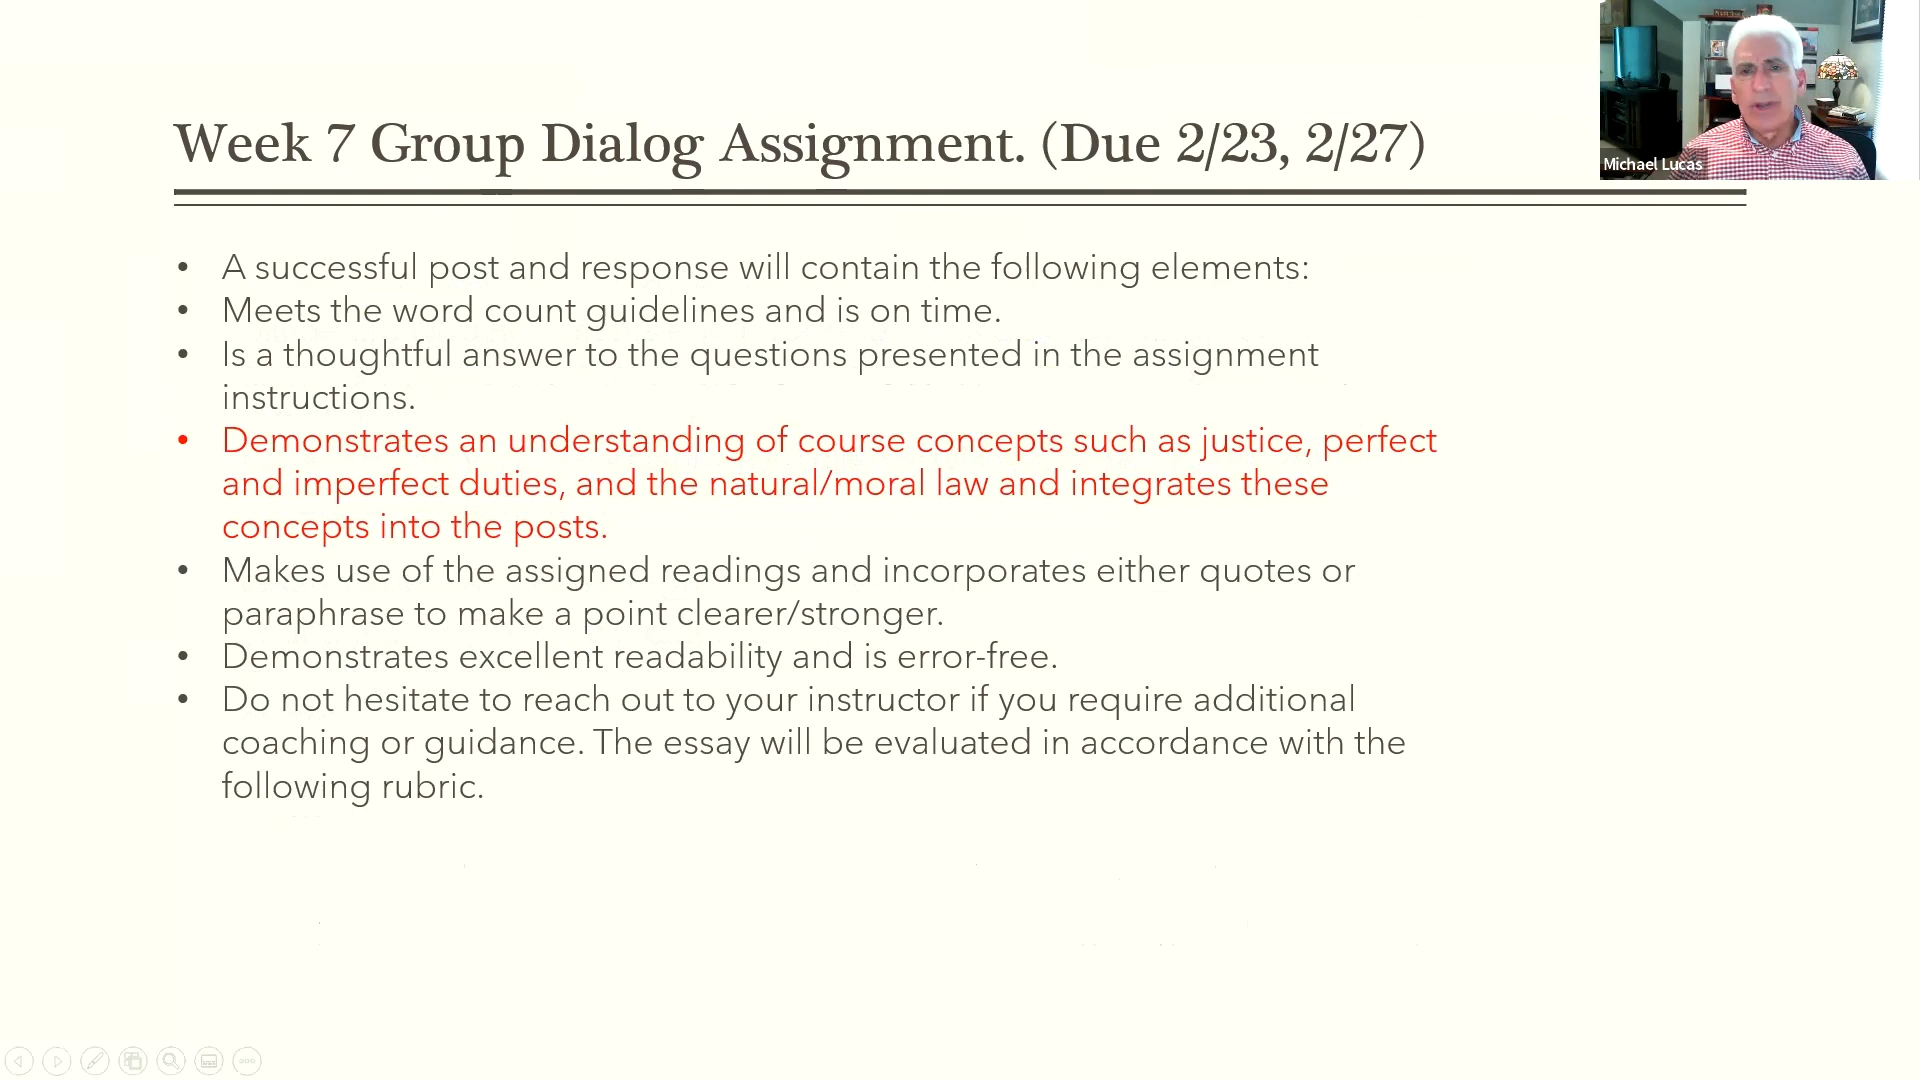 Michael Lucas
Week 7 Group Dialog Assignment. (Due 2/23, 2/27)
• A successful post and response will contain the following elements:
• Meets the word count guidelines and is on time.
• Is a thoughtful answer to the questions presented in the assignment
instructions.
• Demonstrates an understanding of course concepts such as justice, perfect
and imperfect duties, and the natural/moral law and integrates these
concepts into the posts.
• Makes use of the assigned readings and incorporates either quotes or
paraphrase to make a point clearer/stronger.
• Demonstrates excellent readability and is error-free.
• Do not hesitate to reach out to your instructor if you require additional
coaching or guidance. The essay will be evaluated in accordance with the
following rubric.